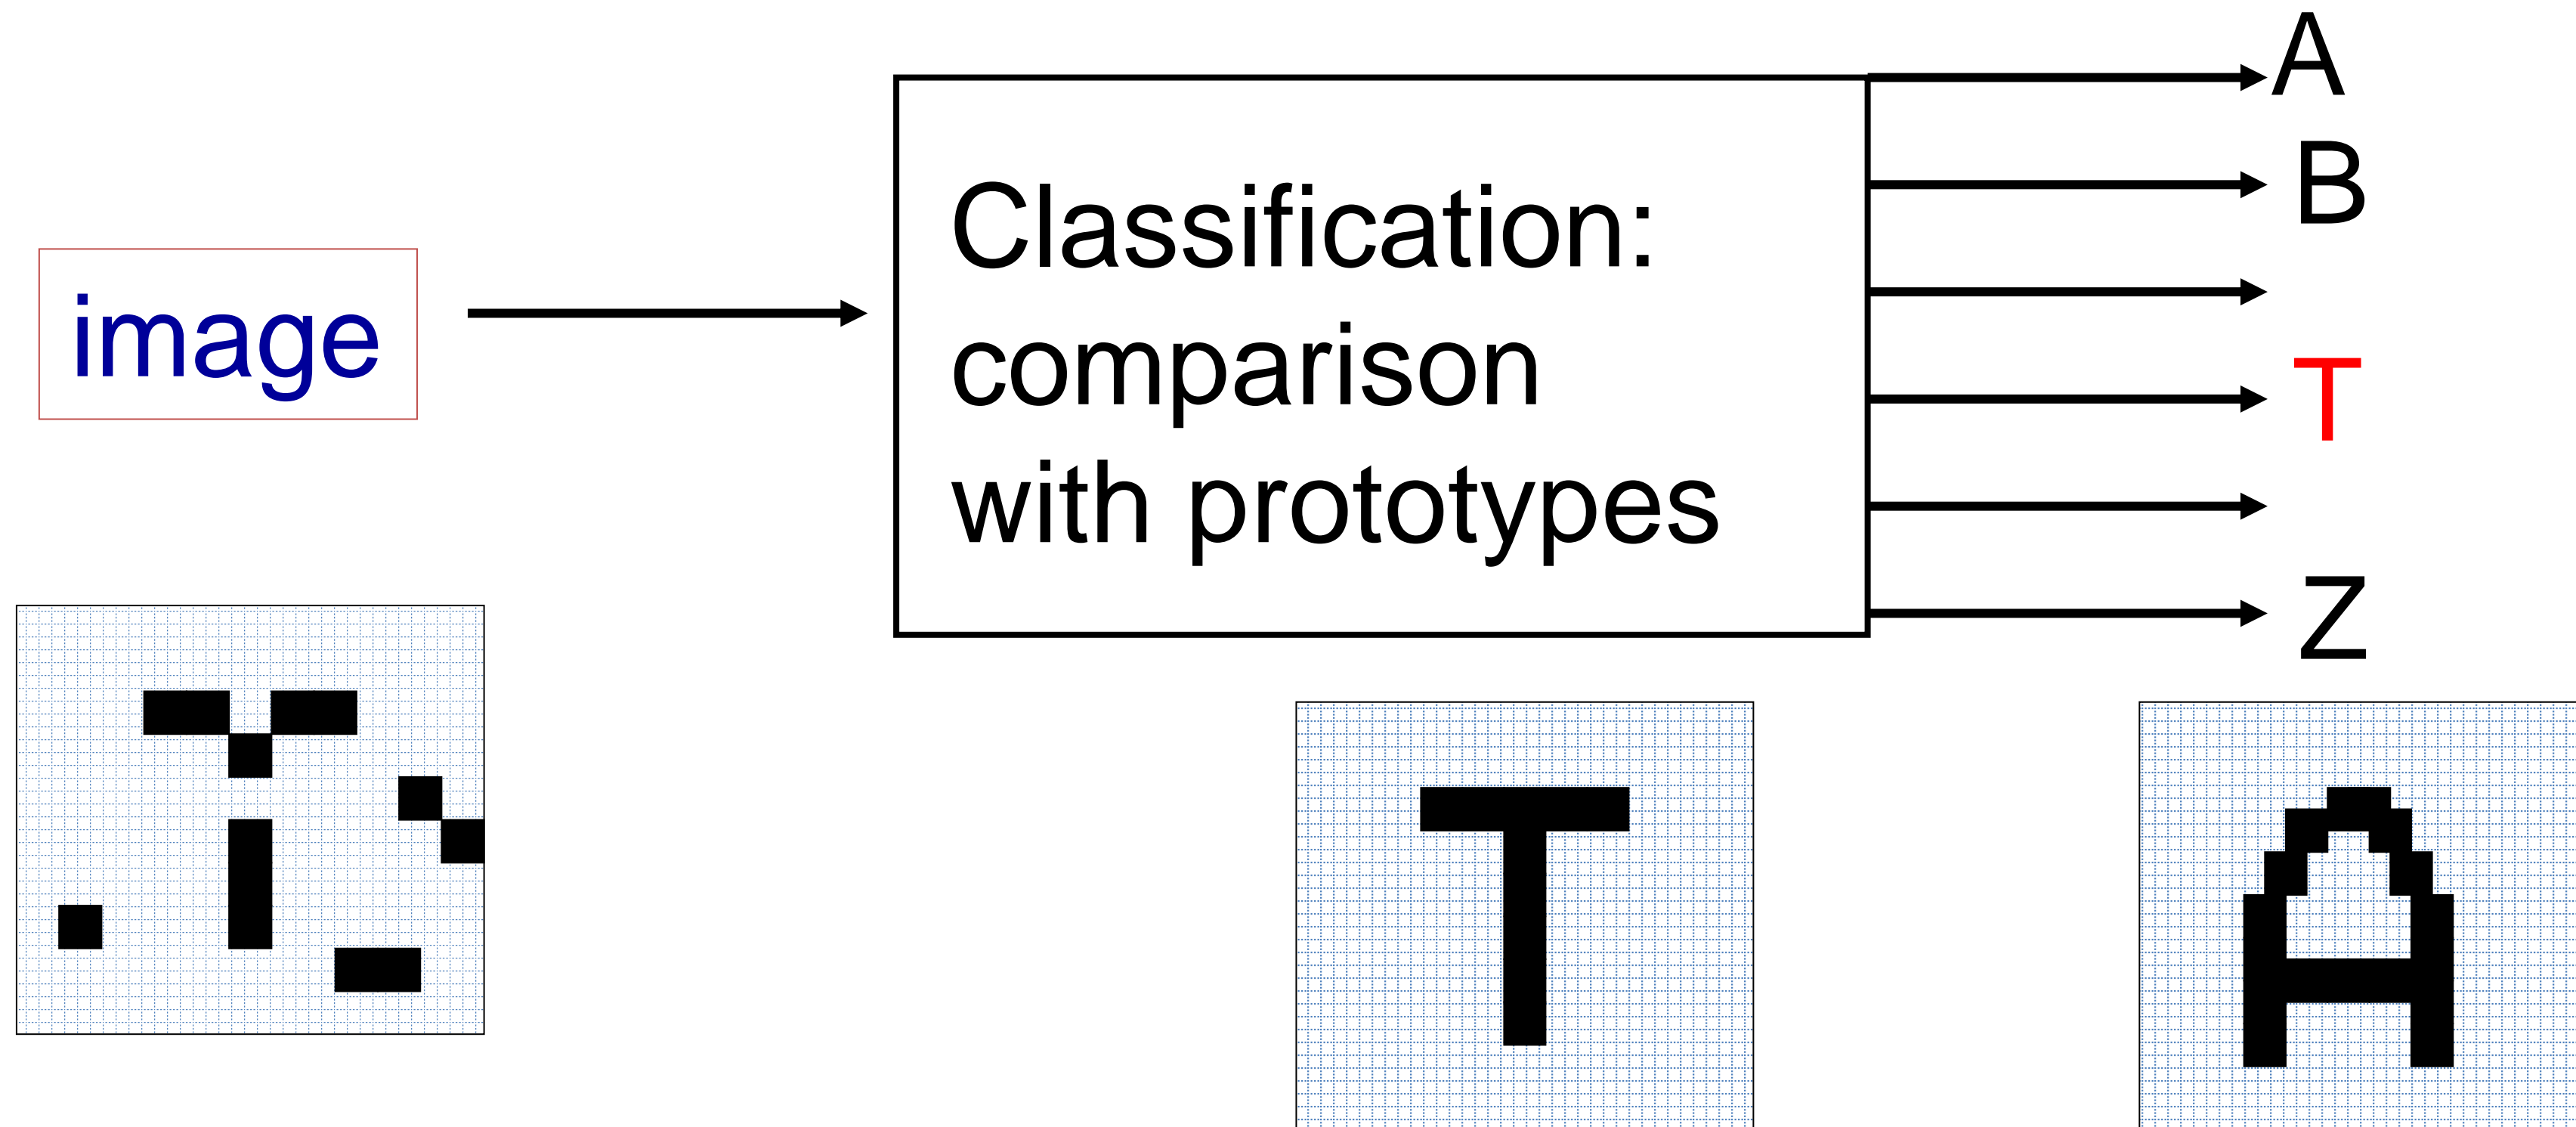 image
Classification:
comparison
with prototypes
A
B
T
Z
T
A